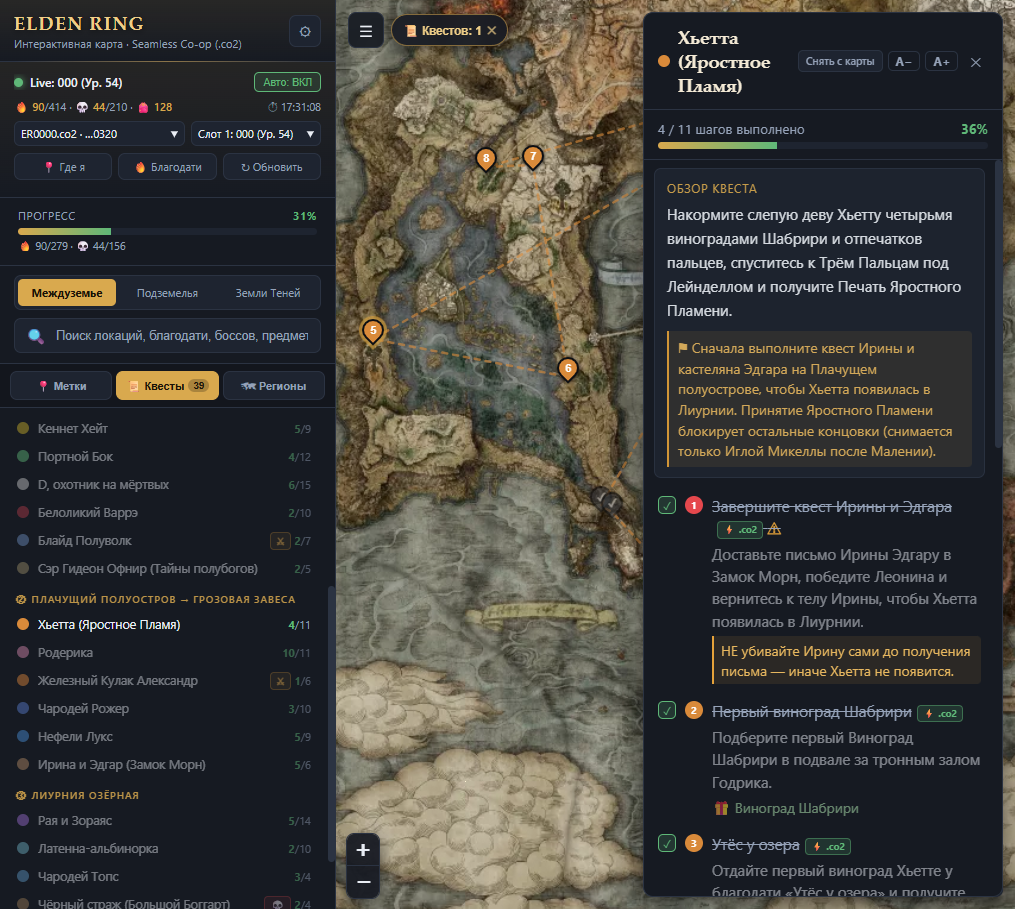 ELDEN RING
Интерактивная карта · Seamless Co-op (.co2)
Live: 000 (Ур. 54)
Авто: ВКЛ
90/414 · 44/210 · 128
17:31:08
ER0000.co2 - ...0320
Слот 1: 000 (Ур. 54)
Где я
Благодати
↻ Обновить
ПРОГРЕСС
31%
90/279 · 44/156
Междуземье
Подземелья
Земли Теней
Поиск локаций, благодати, боссов, предмет
Метки
Квесты 39
Регионы
Кеннет Хейт 5/9
Портной Бок 4/12
D, охотник на мёртвых 6/15
Белоликий Варрэ 2/10
Блайд Полуволк 2/7
Сэр Гидеон Офнир (Тайны полубогов) 2/5
ПЛАЧУЩИЙ ПОЛУОСТРОВ → ГРОЗОВАЯ ЗАВЕСА
Хьетта (Яростное Пламя) 4/11
Родерика 10/11
Железный Кулак Александр 1/6
Чародей Рожер 3/10
Нефели Лукс 5/9
Ирина и Эдгар (Замок Морн) 5/6
ЛИУРНИЯ ОЗЁРНАЯ
Рая и Зораяс 5/14
Латенна-альбинорка 2/10
Чародей Топс 3/4
Чёрный страж (Большой Боггарт) 2/4
☰
Квестов: 1 ✕
8
7
5
6
+
−
Хьетта
(Яростное
Пламя)
Снять с карты
A−
A+
✕
4 / 11 шагов выполнено
36%
ОБЗОР КВЕСТА
Накормите слепую деву Хьетту четырьмя
виноградами Шабрири и отпечатков
пальцев, спуститесь к Трём Пальцам под
Лейнделлом и получите Печать Яростного
Пламени.
⚑ Сначала выполните квест Ирины и
кастеляна Эдгара на Плачущем
полуострове, чтобы Хьетта появилась в
Лиурнии. Принятие Яростного Пламени
блокирует остальные концовки (снимается
только Иглой Микеллы после Малении).
1 Завершите квест Ирины и Эдгара
.co2
Доставьте письмо Ирины Эдгару в
Замок Морн, победите Леонина и
вернитесь к телу Ирины, чтобы Хьетта
появилась в Лиурнии.
НЕ убивайте Ирину сами до получения
письма — иначе Хьетта не появится.
2 Первый виноград Шабрири .co2
Подберите первый Виноград
Шабрири в подвале за тронным залом
Годрика.
Виноград Шабрири
3 Утёс у озера .co2
Отдайте первый виноград Хьетте у
благодати «Утёс у озера» и получите